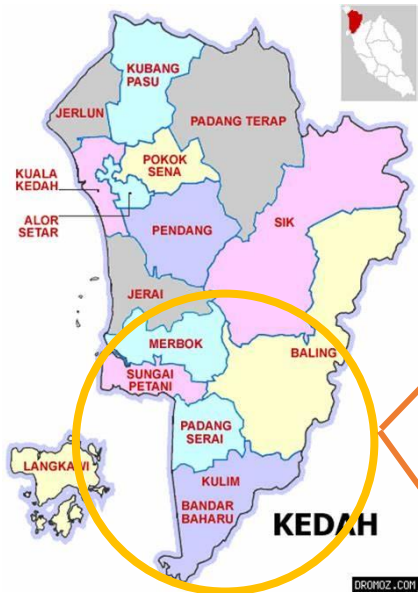 KUBANG
PASU
JERLUN
PADANG TERAP
POKOK
SENA
KUALA
KEDAH
ALOR
SETAR
PENDANG
SIK
JERAI
MERBOK
BALING
SUNGAI
PETANI
PADANG
SERAI
LANGKAWI
KULIM
BANDAR
BAHARU
KEDAH
DROMOZ.COM